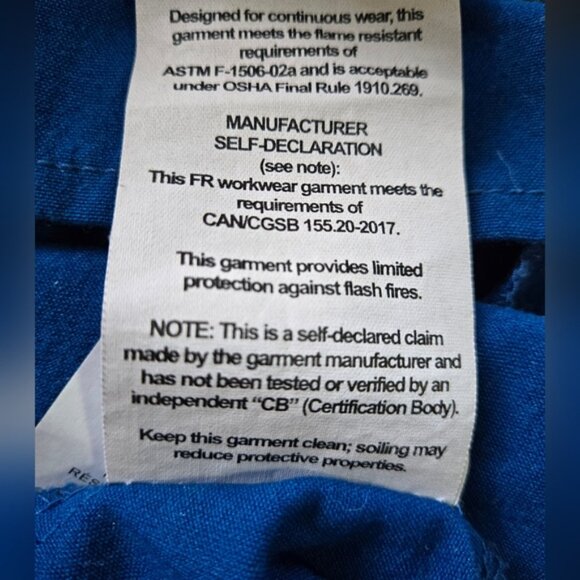 Designed for continuous wear, this
garment meets the flame resistant
requirements of
ASTM F-1506-02a and is acceptable
under OSHA Final Rule 1910.269.
MANUFACTURER
SELF-DECLARATION
(see note):
This FR workwear garment meets the
requirements of
CAN/CGSB 155.20-2017.
This garment provides limited
protection against flash fires.
NOTE: This is a self-declared claim
made by the garment manufacturer and
has not been tested or verified by an
independent “CB” (Certification Body).
Keep this garment clean; soiling may
reduce protective properties.